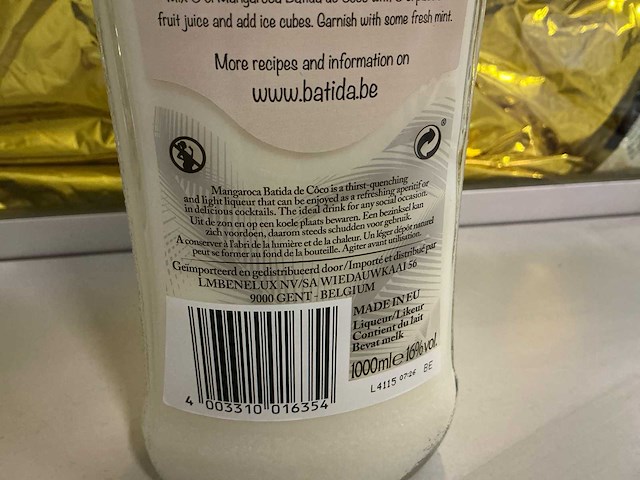 fruit juice and add ice cubes. Garnish with some fresh mint.
More recipes and information on
www.batida.be
Mangaroca Batida de Côco is a thirst-quenching
and light liqueur that can be enjoyed as a refreshing aperitif or
in delicious cocktails. The ideal drink for any social occasion.
Uit de zon en op een koele plaats bewaren. Een bezinksel kan
zich voordoen, daarom steeds schudden voor gebruik.
A conserver à l'abri de la lumière et de la chaleur. Un léger dépôt naturel
peut se former au fond de la bouteille. Agiter avant utilisation.
Geïmporteerd en gedistribueerd door/Importé et distribué par
LMBENELUX NV/SA WIEDAUWKAAI 56
9000 GENT - BELGIUM
MADE IN EU
Liqueur/Likeur
Contient du lait
Bevat melk
1000ml e 16% vol.
L4115 07:26 BE
4 003310 016354